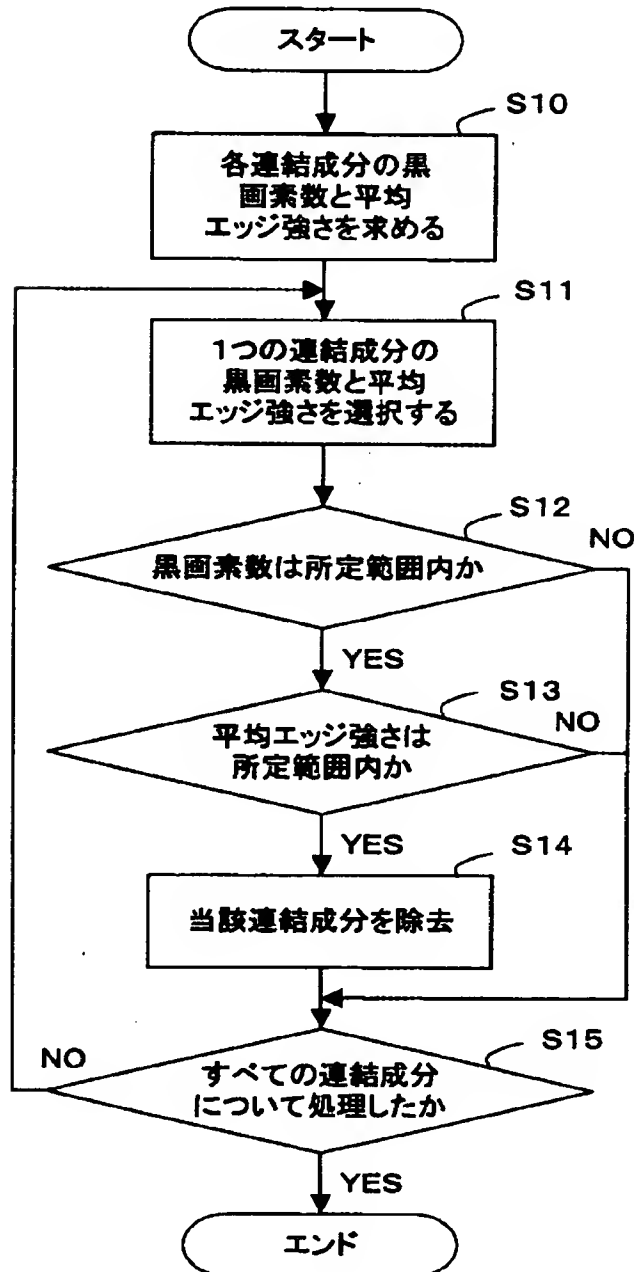 スタート
S10
各連結成分の黒
画素数と平均
エッジ強さを求める
S11
1つの連結成分の
黒画素数と平均
エッジ強さを選択する
S12
黒画素数は所定範囲内か
NO
YES
S13
平均エッジ強さは
所定範囲内か
NO
YES
S14
当該連結成分を除去
S15
すべての連結成分
について処理したか
NO
YES
エンド